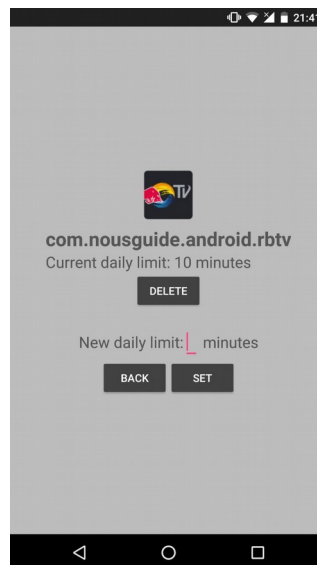 21:41
TV
com.nousguide.android.rbtv
Current daily limit: 10 minutes
DELETE
New daily limit: minutes
BACK SET